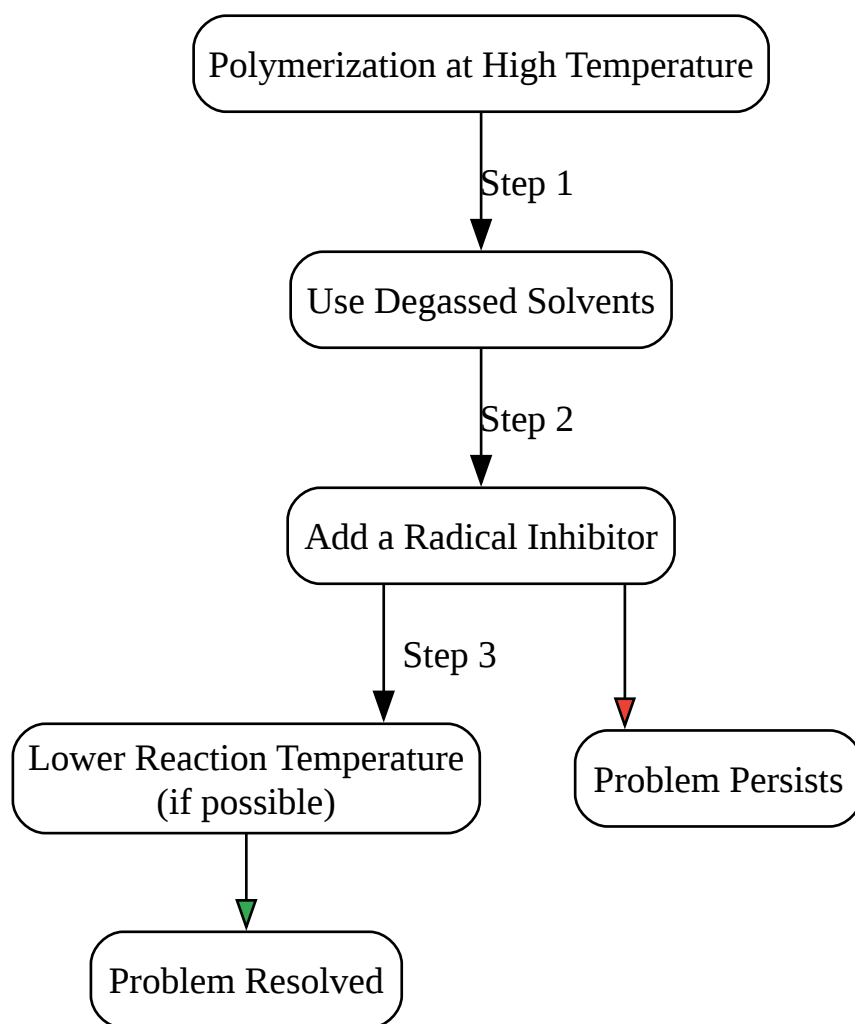 Polymerization at High Temperature
Step 1
Use Degassed Solvents
Step 2
Add a Radical Inhibitor
Step 3
Lower Reaction Temperature
(if possible)
Problem Persists
Problem Resolved